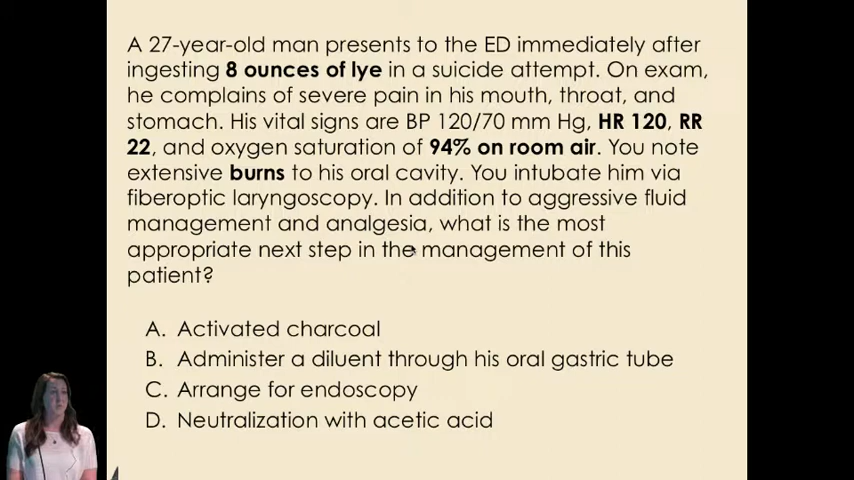 A 27-year-old man presents to the ED immediately after
ingesting 8 ounces of lye in a suicide attempt. On exam,
he complains of severe pain in his mouth, throat, and
stomach. His vital signs are BP 120/70 mm Hg, HR 120, RR
22, and oxygen saturation of 94% on room air. You note
extensive burns to his oral cavity. You intubate him via
fiberoptic laryngoscopy. In addition to aggressive fluid
management and analgesia, what is the most
appropriate next step in the management of this
patient?
A. Activated charcoal
B. Administer a diluent through his oral gastric tube
C. Arrange for endoscopy
D. Neutralization with acetic acid